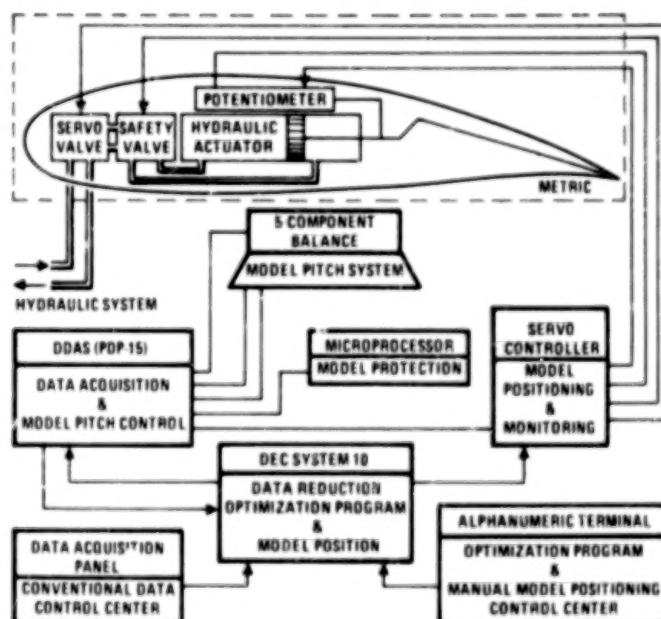 POTENTIOMETER
SERVO
VALVE
SAFETY
VALVE
HYDRAULIC
ACTUATOR
METRIC
5 COMPONENT
BALANCE
MODEL PITCH SYSTEM
HYDRAULIC SYSTEM
DDAS (PDP-15)
DATA ACQUISITION
&
MODEL PITCH CONTROL
MICROPROCESSOR
MODEL PROTECTION
SERVO
CONTROLLER
MODEL
POSITIONING
&
MONITORING
DEC SYSTEM 10
DATA REDUCTION
OPTIMIZATION PROGRAM
&
MODEL POSITION
DATA ACQUISITION
PANEL
CONVENTIONAL DATA
CONTROL CENTER
ALPHANUMERIC TERMINAL
OPTIMIZATION PROGRAM
&
MANUAL MODEL POSITIONING
CONTROL CENTER